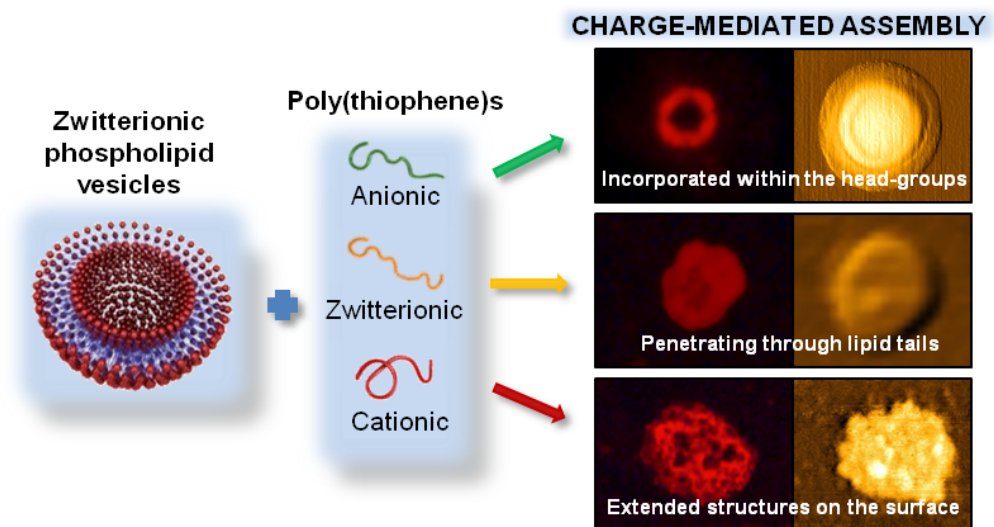 CHARGE-MEDIATED ASSEMBLY
Zwitterionic
phospholipid
vesicles
Poly(thiophene)s
Anionic
Zwitterionic
Cationic
Incorporated within the head-groups
Penetrating through lipid tails
Extended structures on the surface